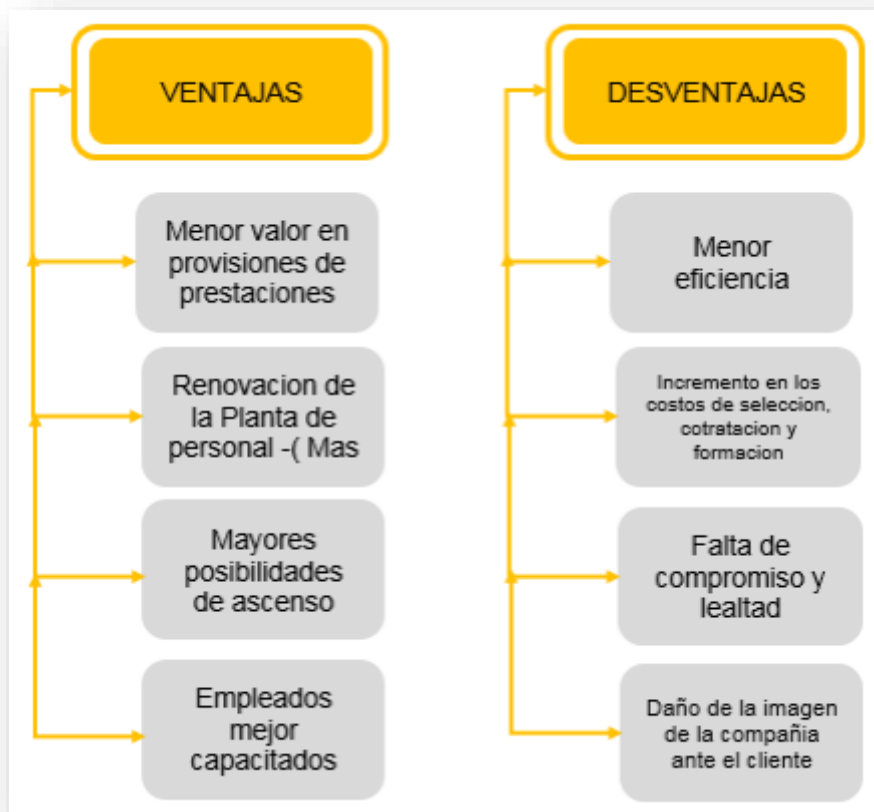 VENTAJAS
Menor valor en
provisiones de
prestaciones
Renovacion de
la Planta de
personal -( Mas
Mayores
posibilidades
de ascenso
Empleados
mejor
capacitados
DESVENTAJAS
Menor
eficiencia
Incremento en los
costos de seleccion,
cotratacion y
formacion
Falta de
compromiso y
lealtad
Daño de la imagen
de la compañia
ante el cliente